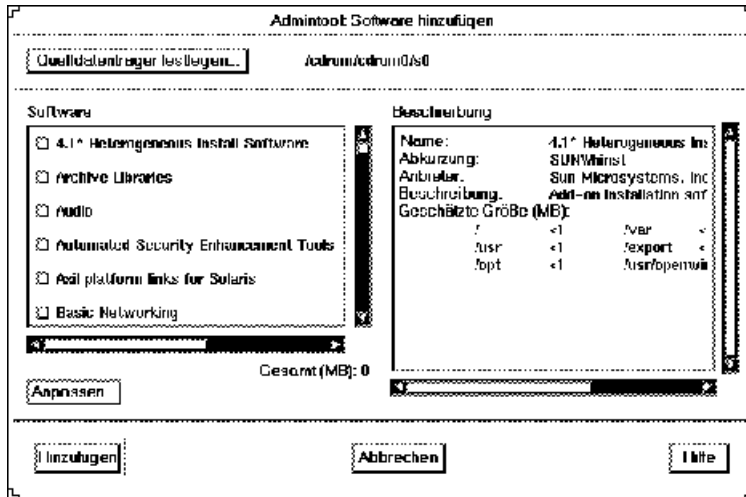 Admintool: Software hinzufügen
Quelldatenträger festlegen...
/cdrom/cdrom0/s0
Software
4.1* Heterogeneous Install Software
Archive Libraries
Audio
Automated Security Enhancement Tools
Axil platform links for Solaris
Basic Networking
Gesamt (MB): 0
Anpassen
Beschreibung
Name: 4.1* Heterogeneous Ins
Abkürzung: SUNWhinst
Anbieter: Sun Microsystems, Inc
Beschreibung: Add-on installation sof
Geschätzte Größe (MB):
/ <1 /var <
/usr <1 /export <
/opt <1 /usr/openwin
Hinzufügen
Abbrechen
Hilfe